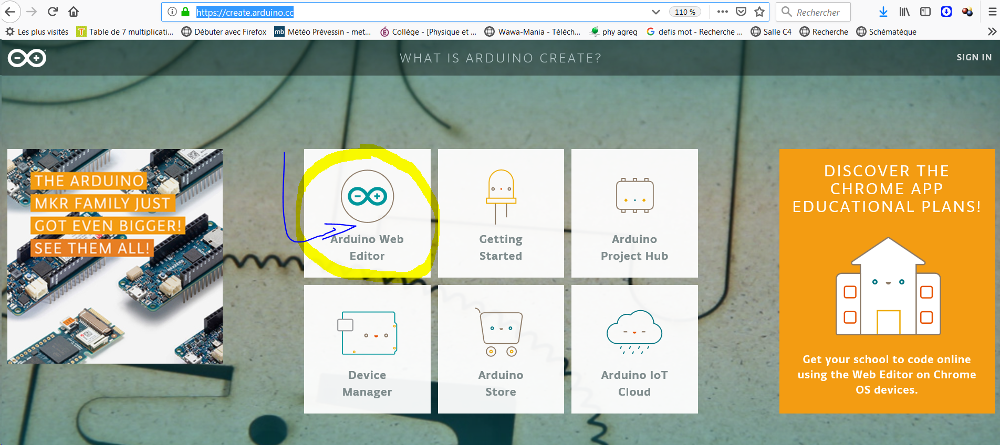 https://create.arduino.cc
110 %
Rechercher
Les plus visités
Table de 7 multiplicati...
Débuter avec Firefox
mb
Météo Prévessin - met...
Collège - [Physique et ...
Wawa-Mania - Téléch...
phy agreg
G
defis mot - Recherche ...
Salle C4
Recherche
Schématèque
WHAT IS ARDUINO CREATE?
SIGN IN
THE ARDUINO
MKR FAMILY JUST
GOT EVEN BIGGER!
SEE THEM ALL!
Arduino Web
Editor
Getting
Started
Arduino
Project Hub
Device
Manager
Arduino
Store
Arduino IoT
Cloud
DISCOVER THE
CHROME APP
EDUCATIONAL PLANS!
Get your school to code online
using the Web Editor on Chrome
OS devices.